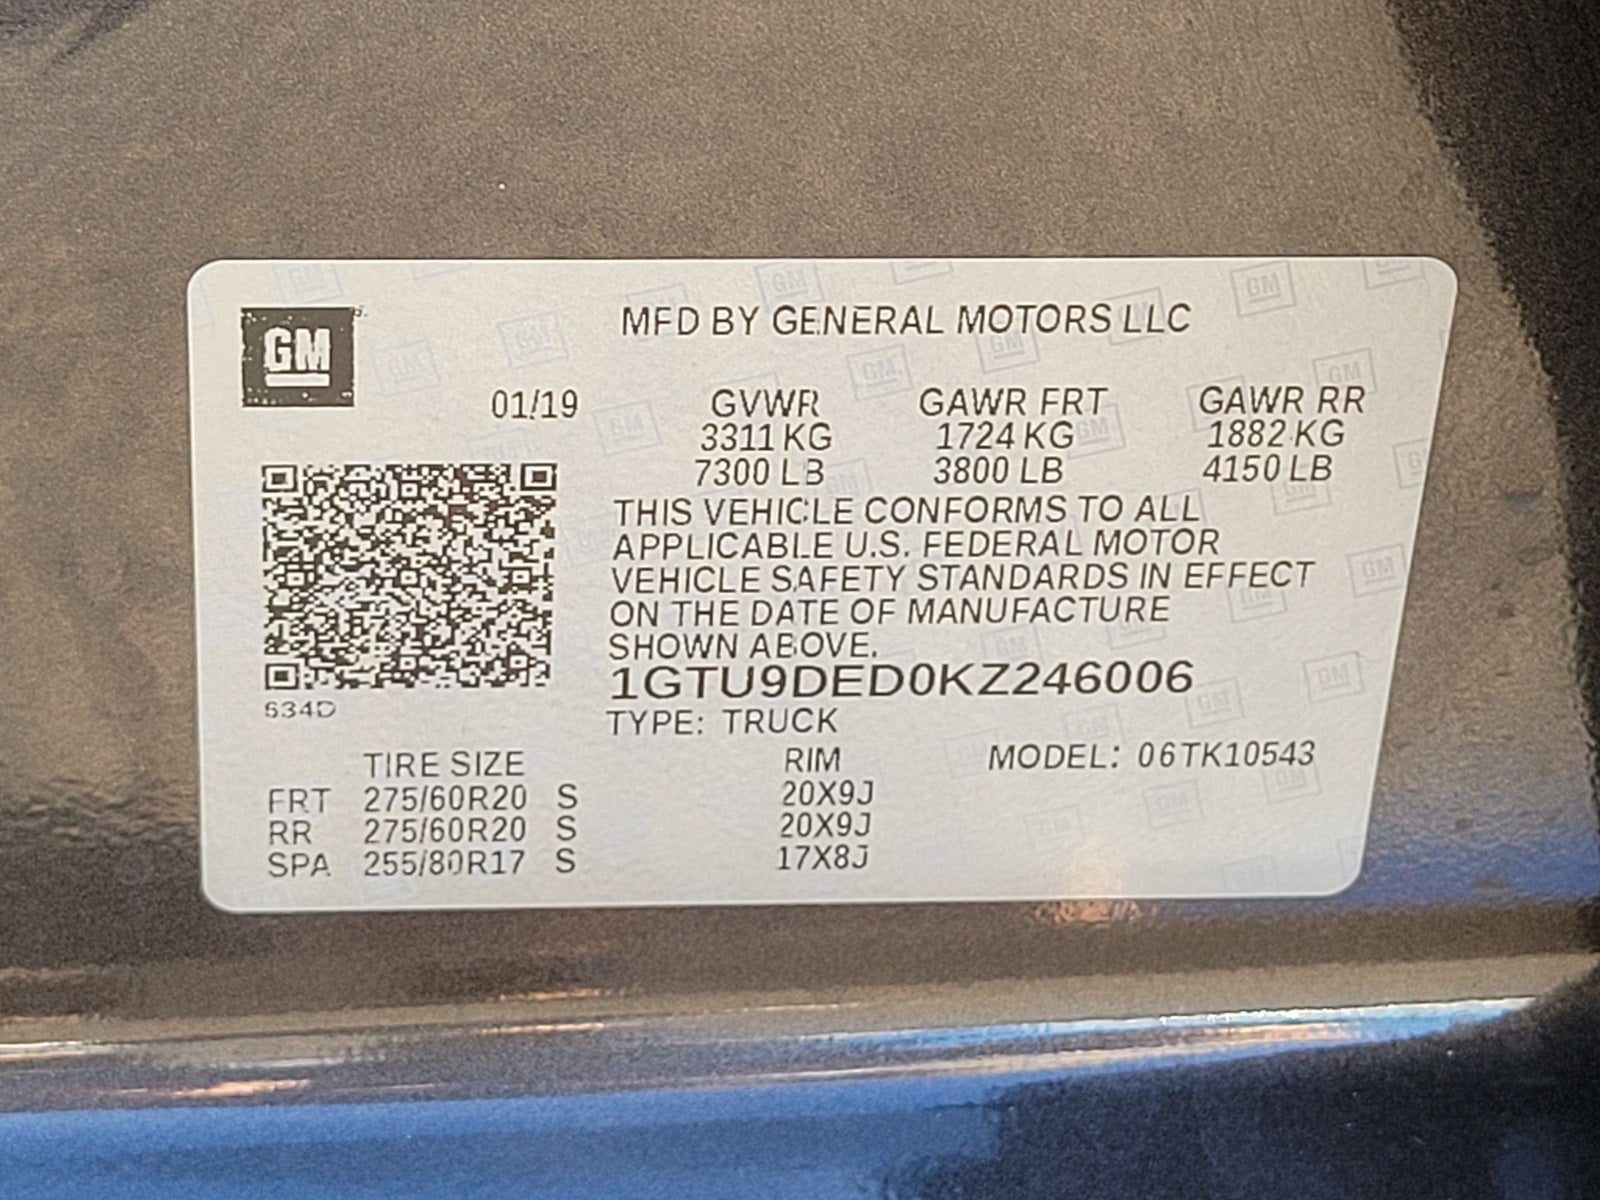 GM
MFD BY GENERAL MOTORS LLC
01/19 GVWR GAWR FRT GAWR RR
3311 KG 1724 KG 1882 KG
7300 LB 3800 LB 4150 LB
THIS VEHICLE CONFORMS TO ALL
APPLICABLE U.S. FEDERAL MOTOR
VEHICLE SAFETY STANDARDS IN EFFECT
ON THE DATE OF MANUFACTURE
SHOWN ABOVE.
1GTU9DED0KZ246006
634D
TYPE: TRUCK
TIRE SIZE RIM MODEL: 06TK10543
FRT 275/60R20 S 20X9J
RR 275/60R20 S 20X9J
SPA 255/80R17 S 17X8J